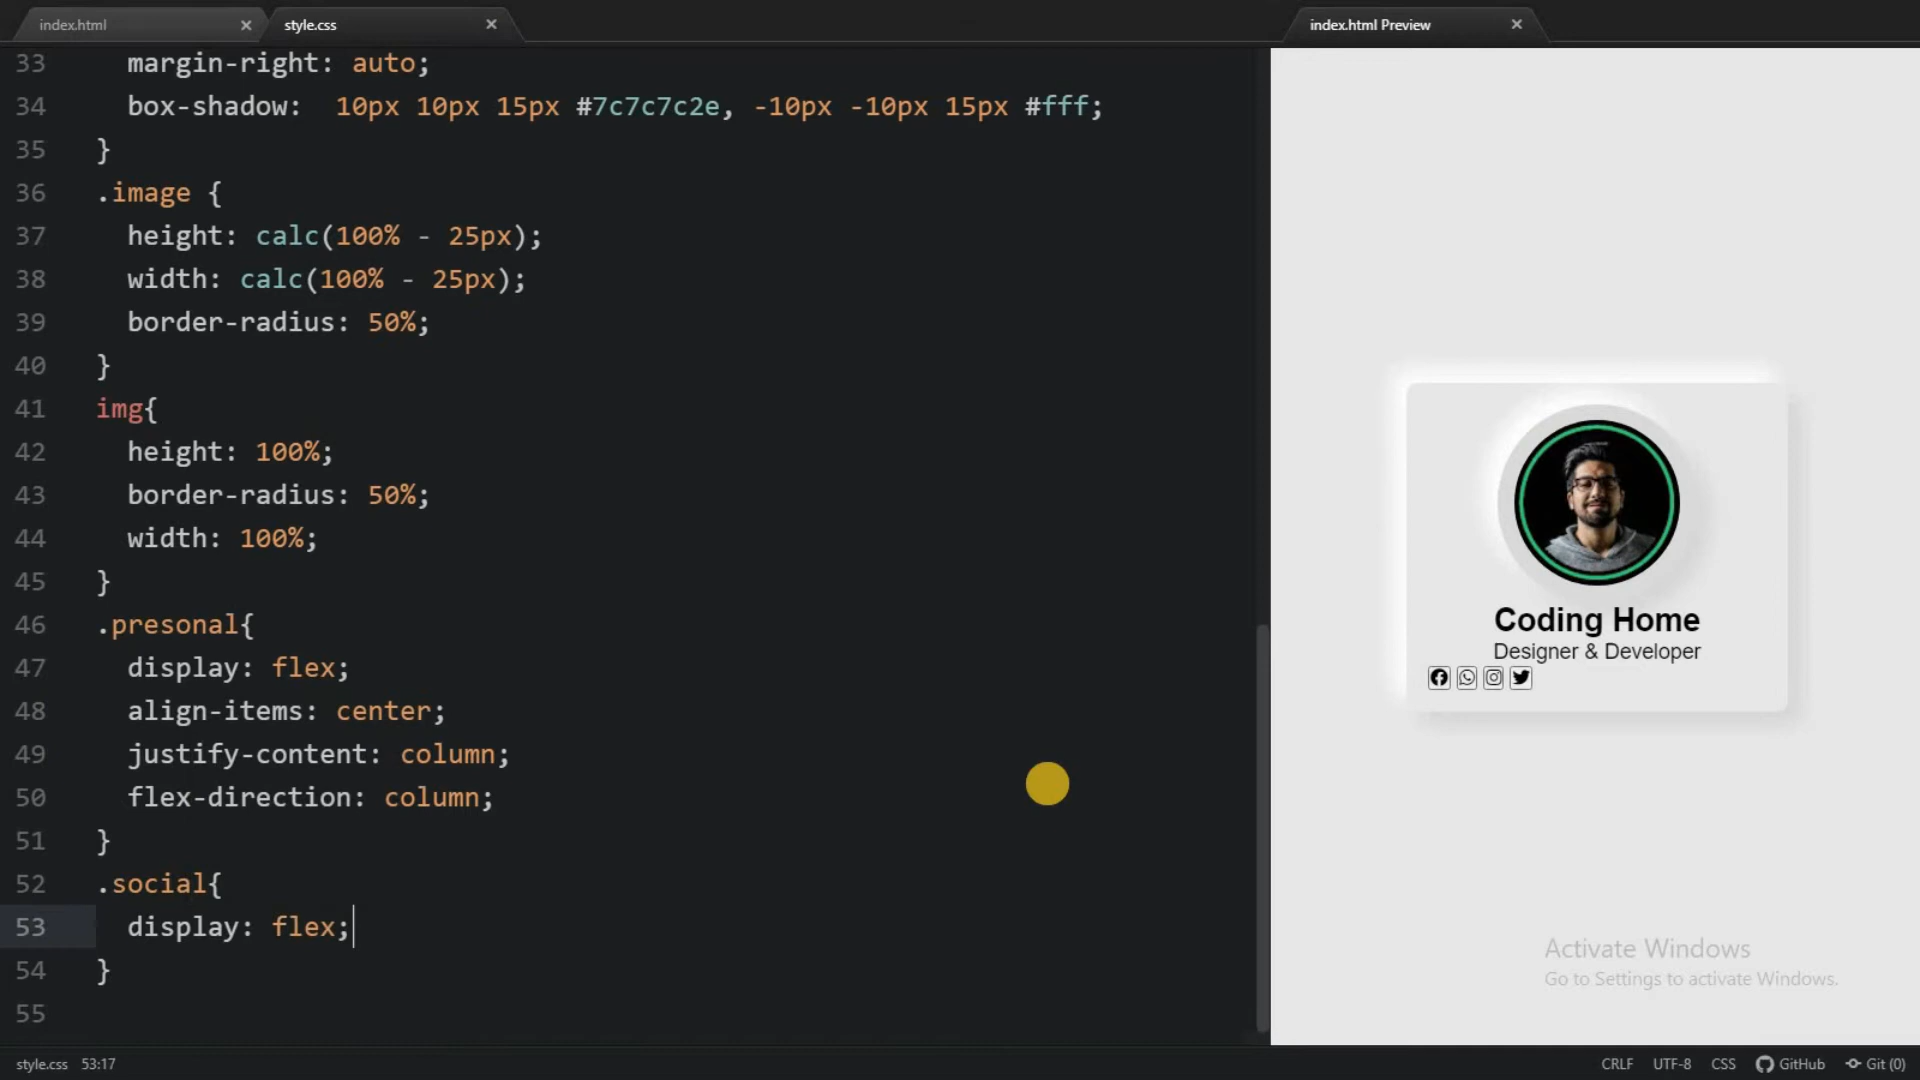 index.html
style.css
index.html Preview
33 margin-right: auto;
34 box-shadow:  10px 10px 15px #7c7c7c2e, -10px -10px 15px #fff;
35 }
36 .image {
37 height: calc(100% - 25px);
38 width: calc(100% - 25px);
39 border-radius: 50%;
40 }
41 img{
42 height: 100%;
43 border-radius: 50%;
44 width: 100%;
45 }
46 .presonal{
47 display: flex;
48 align-items: center;
49 justify-content: column;
50 flex-direction: column;
51 }
52 .social{
53 display: flex;
54 }
55
Coding Home
Designer & Developer
Activate Windows
Go to Settings to activate Windows.
style.css 53:17
CRLF UTF-8 CSS GitHub Git (0)